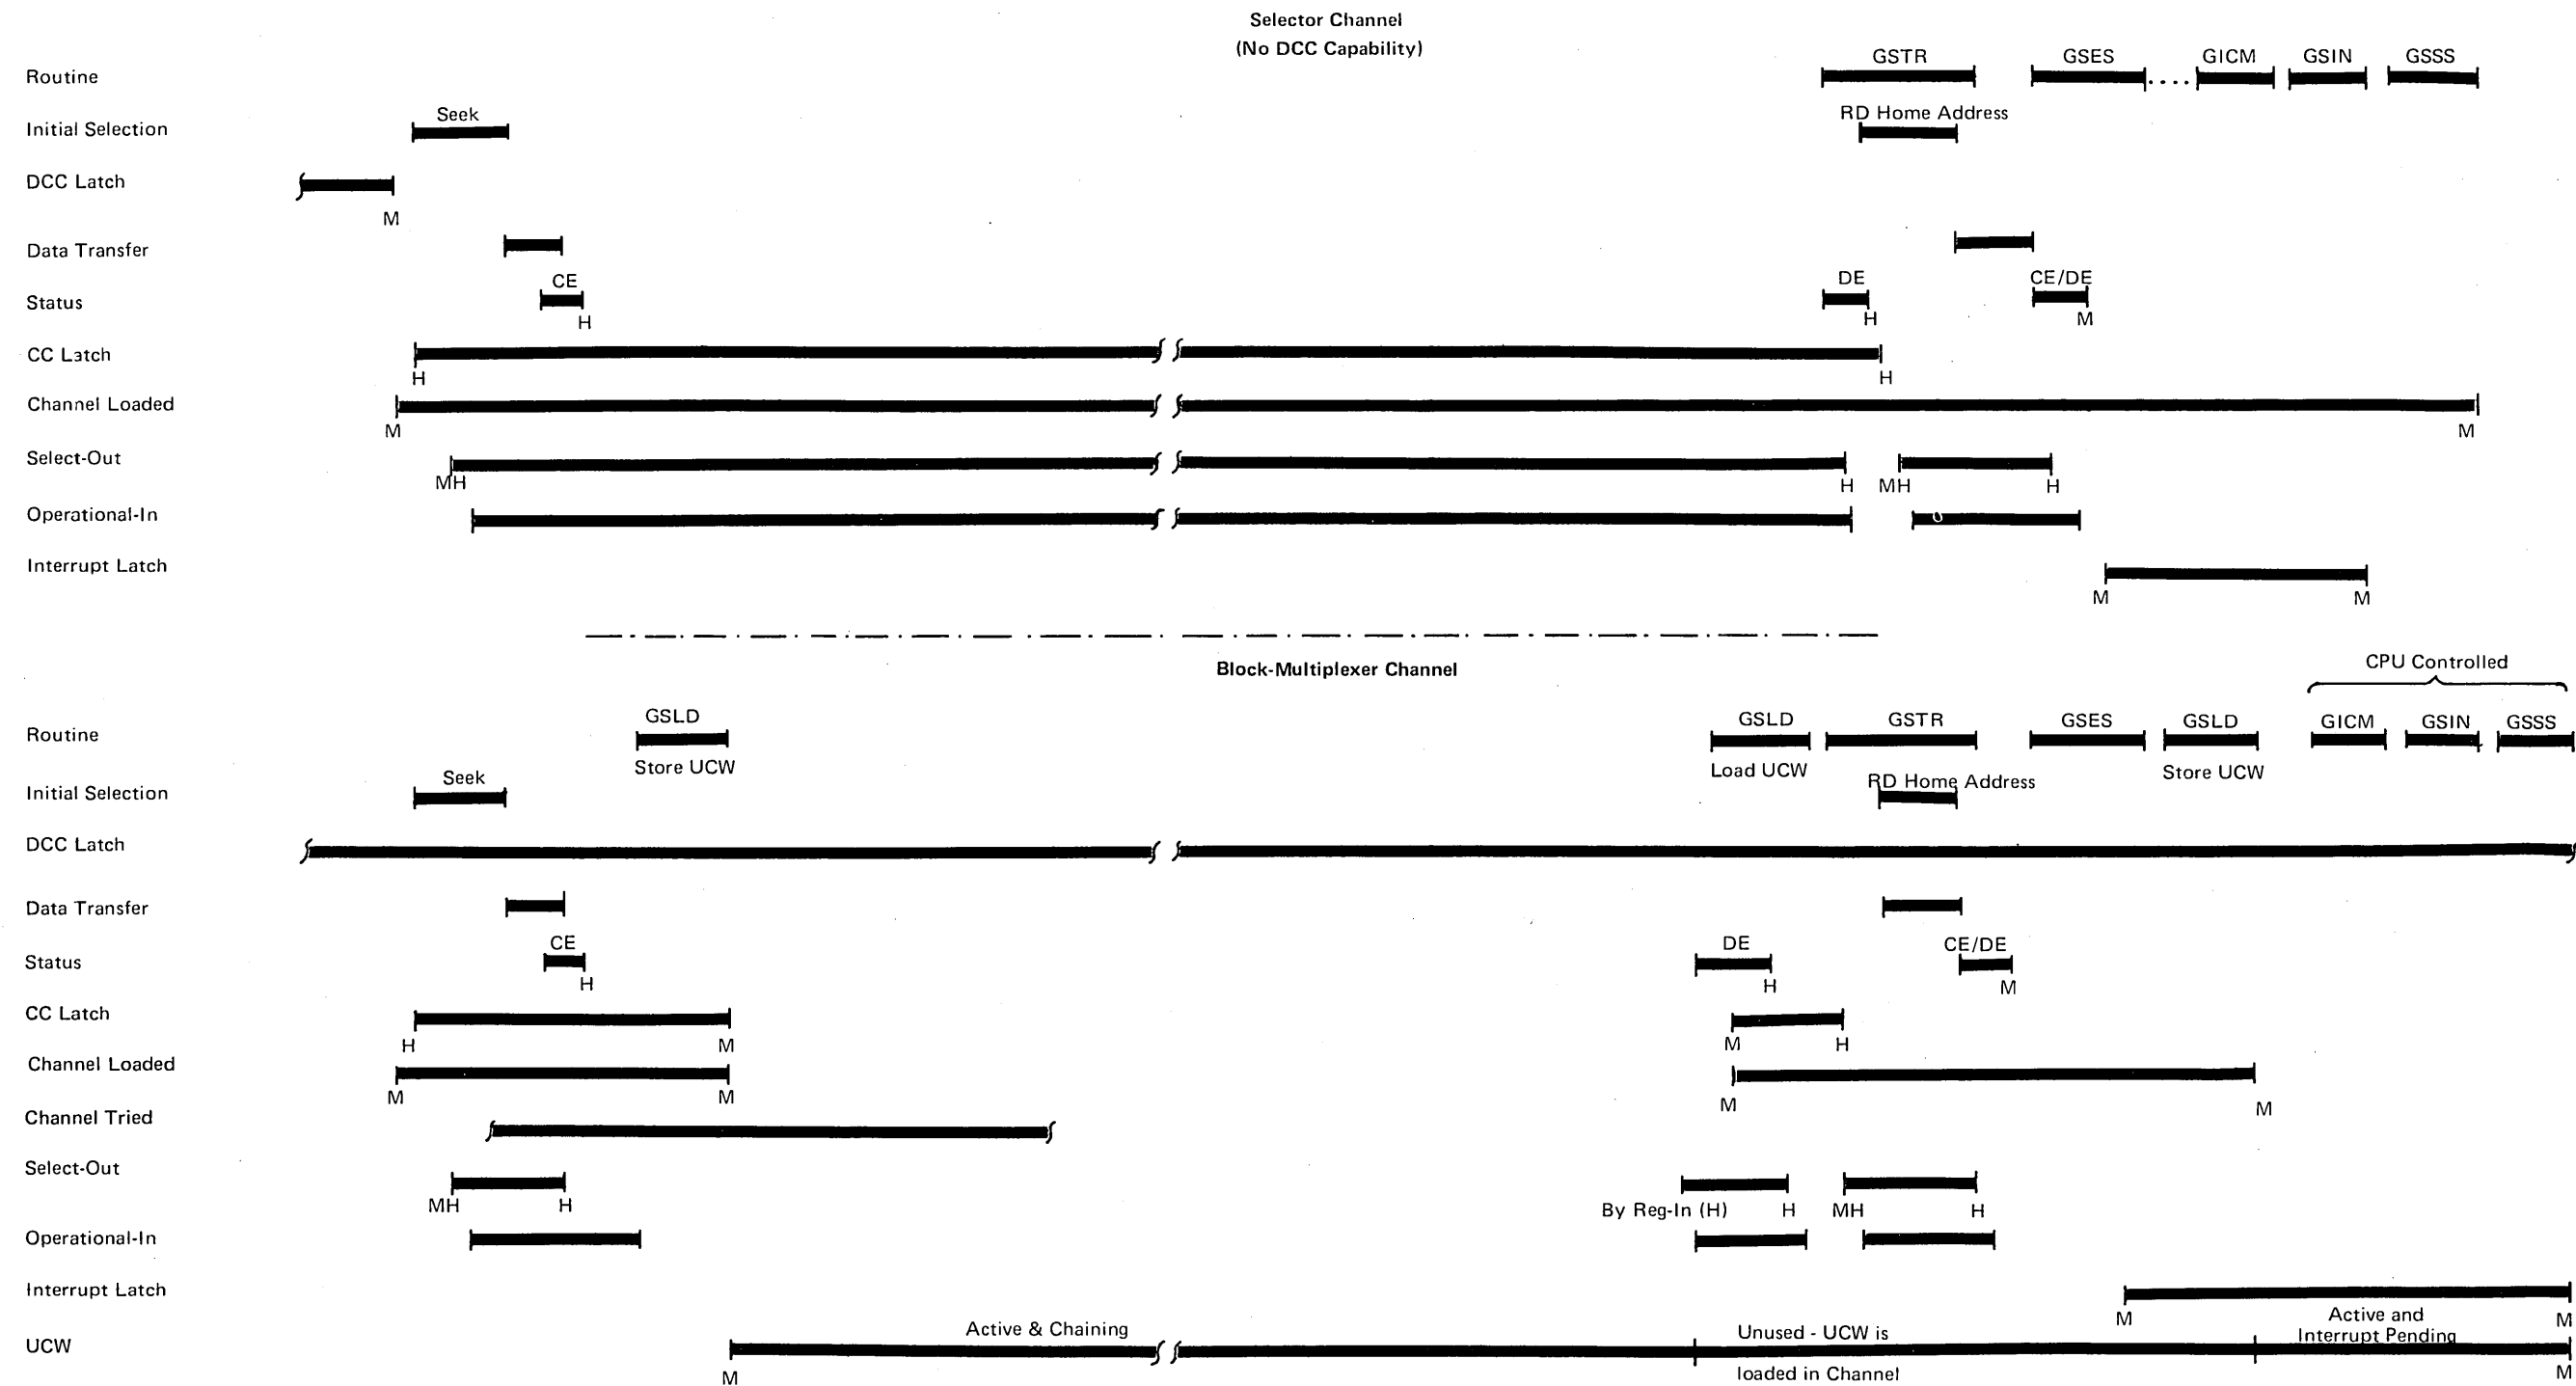 Selector Channel
(No DCC Capability)
Routine GSTR GSES .... GICM GSIN GSSS
Initial Selection Seek RD Home Address
DCC Latch
M
Data Transfer
Status CE DE CE/DE
H H M
CC Latch
H H
Channel Loaded
M M
Select-Out
MH H MH H
Operational-In
Interrupt Latch
M M
Block-Multiplexer Channel
CPU Controlled
Routine GSLD GSLD GSTR GSES GSLD GICM GSIN GSSS
Store UCW Load UCW Store UCW
Initial Selection Seek RD Home Address
DCC Latch
Data Transfer
Status CE DE CE/DE
H H M
CC Latch
H M M H
Channel Loaded
M M M M
Channel Tried
Select-Out
MH H By Reg-In (H) H MH H
Operational-In
Interrupt Latch
M M
UCW Active & Chaining Unused - UCW is Active and
loaded in Channel Interrupt Pending
M M